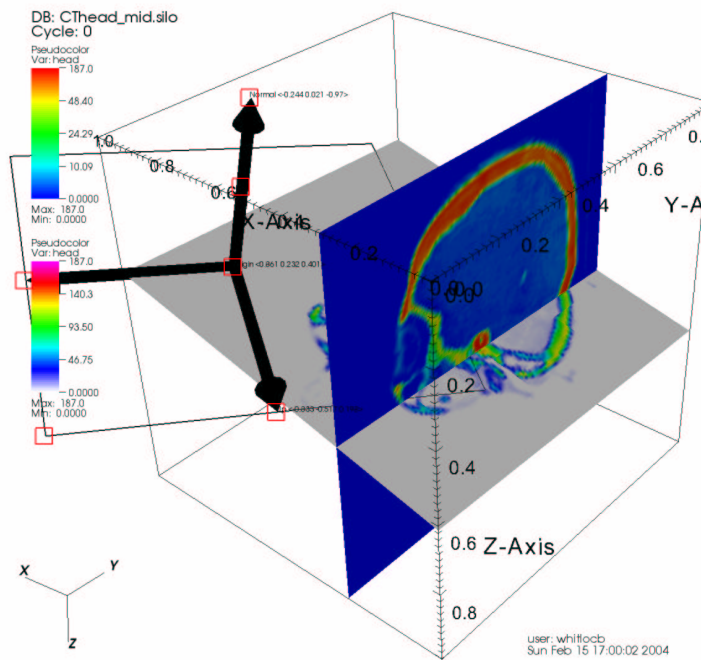 DB: CThead_mid.silo
Cycle: 0
Pseudocolor
Var: head
187.0
48.40
24.29
10.09
0.0000
Max: 187.0
Min: 0.0000
Pseudocolor
Var: head
187.0
140.3
93.50
46.75
0.0000
Max: 187.0
Min: 0.0000
Normal <-0.244 0.021 -0.97>
<0.861 0.232 0.401
1.0
0.8
0.6
X-Axis
0.2
0.0
0.2
0.4
0.6
Y-A
0.2
0.4
0.6
0.8
Z-Axis
X
Y
Z
user: whitlocb
Sun Feb 15 17:00:02 2004